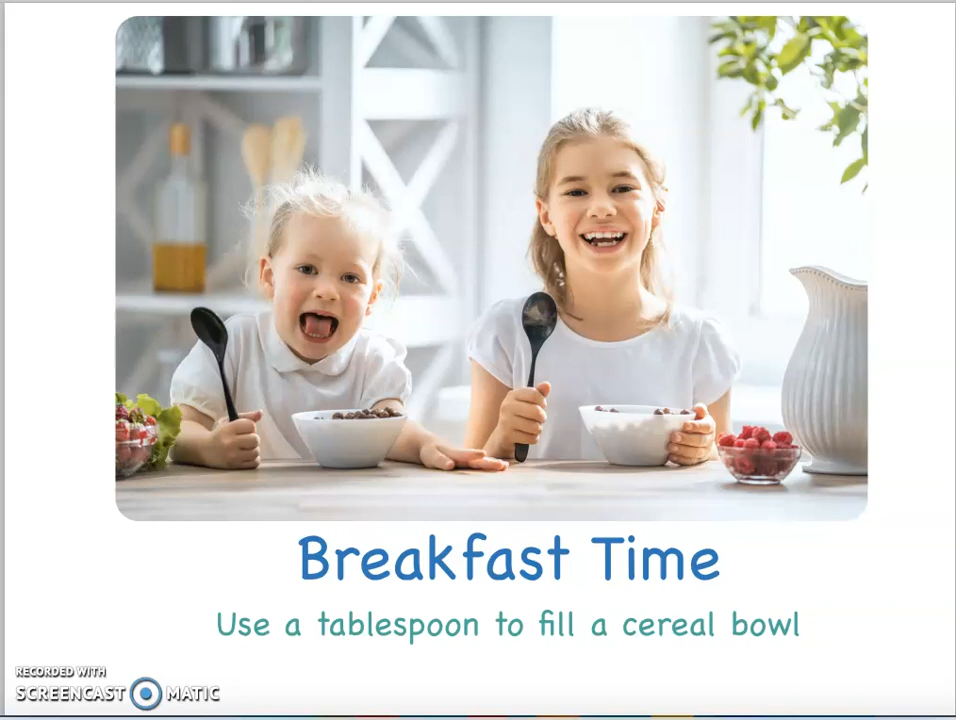 Breakfast Time
Use a tablespoon to fill a cereal bowl
RECORDED WITH
SCREENCAST MATIC